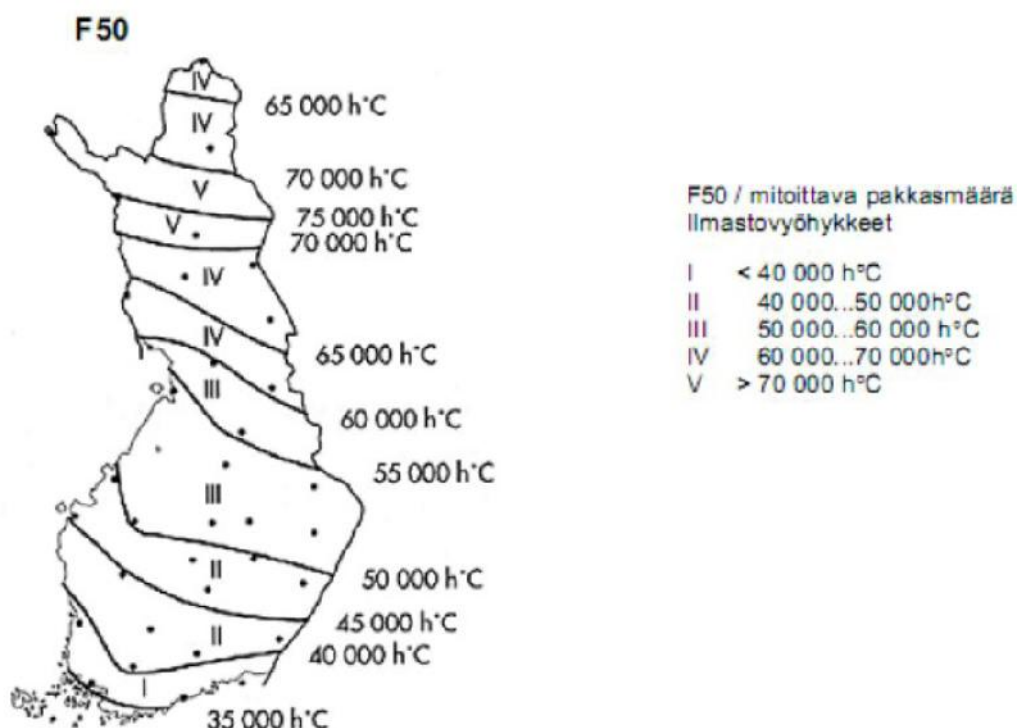 F50
IV
65 000 h°C
IV
70 000 h°C
V
75 000 h°C
V
70 000 h°C
IV
IV
65 000 h°C
III
60 000 h°C
55 000 h°C
III
II
50 000 h°C
45 000 h°C
II
40 000 h°C
I
35 000 h°C
F50 / mitoittava pakkasmäärä
Ilmastovyöhykkeet
I < 40 000 h°C
II 40 000...50 000h°C
III 50 000...60 000 h°C
IV 60 000...70 000h°C
V > 70 000 h°C